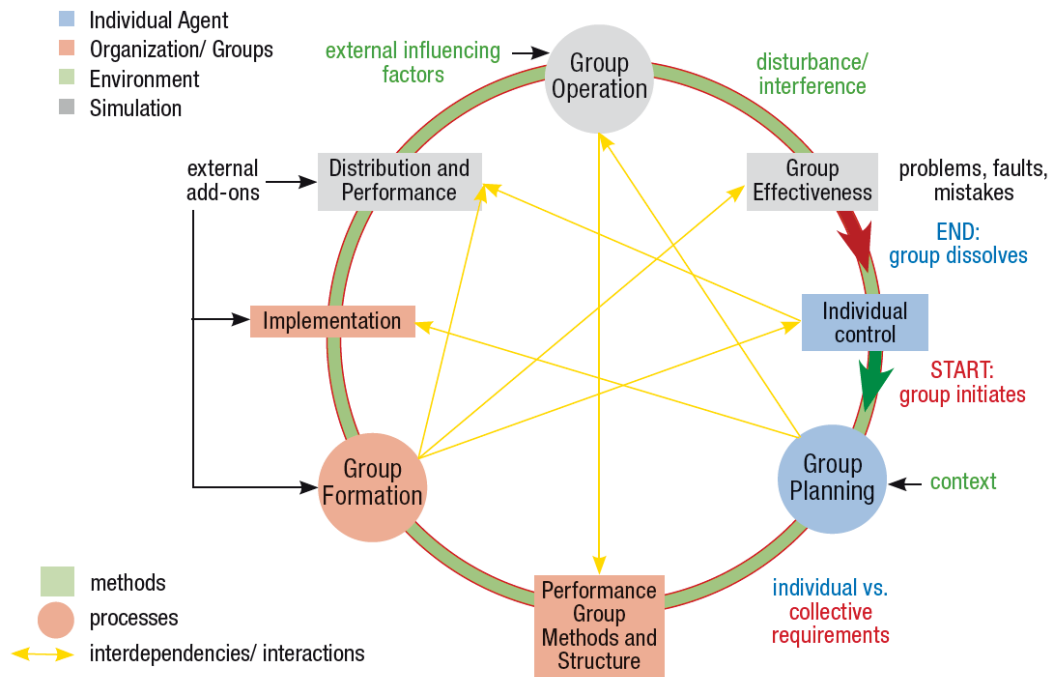 Individual Agent
Organization/ Groups
Environment
Simulation
external influencing
factors
Group
Operation
disturbance/
interference
external
add-ons
Distribution and
Performance
Group
Effectiveness
problems, faults,
mistakes
END:
group dissolves
Implementation
Individual
control
START:
group initiates
Group
Formation
Group
Planning
context
methods
processes
interdependencies/ interactions
Performance
Group
Methods and
Structure
individual vs.
collective
requirements